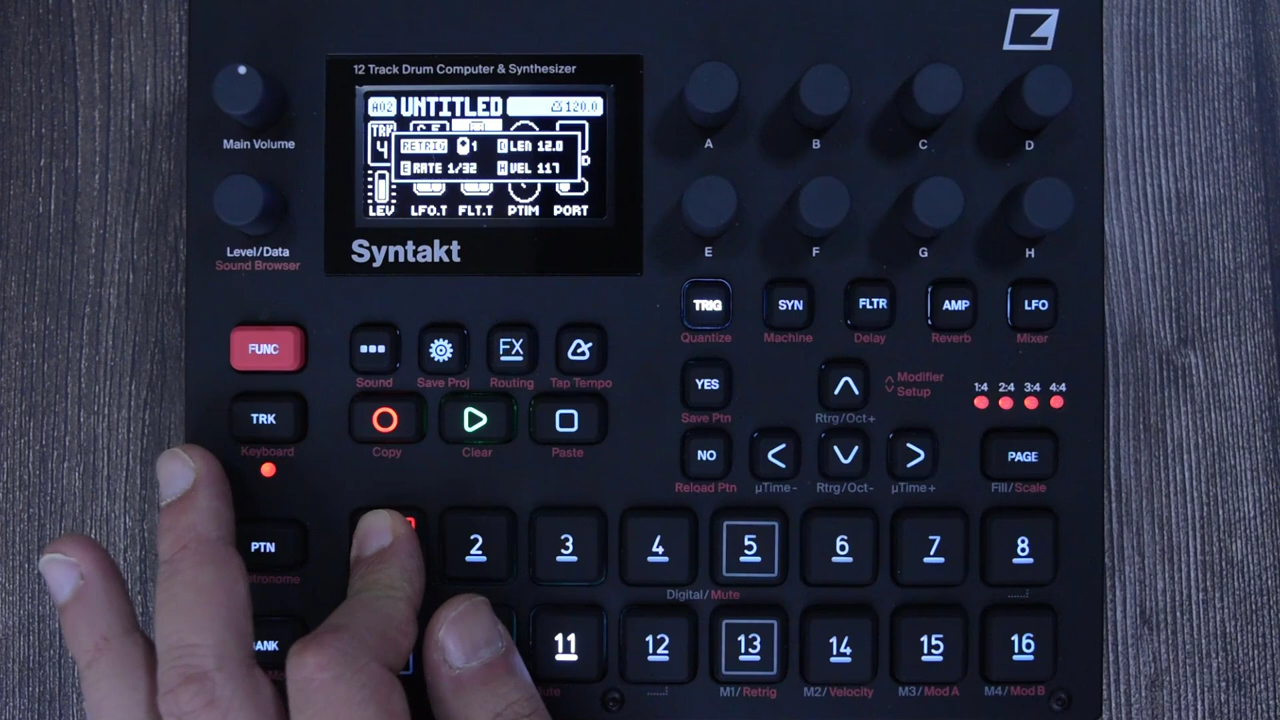 12 Track Drum Computer & Synthesizer
A02 UNTITLED 120.0
TRK
4
RETRIG 1 LEN 12.0
E RATE 1/32 H VEL 117
LEV LFO.T FLT.T PTIM PORT
Syntakt
Main Volume
Level/Data
Sound Browser
A B C D
E F G H
TRIG SYN FLTR AMP LFO
Quantize Machine Delay Reverb Mixer
FUNC
FX
Sound Save Proj Routing Tap Tempo
TRK
Keyboard
Copy Clear Paste
YES
Save Ptn
Rtrg/Oct+
Modifier
Setup
1:4 2:4 3:4 4:4
NO
Reload Ptn
µTime- Rtrg/Oct- µTime+
PAGE
Fill/Scale
PTN
2 3 4 5 6 7 8
Digital/Mute
11 12 13 14 15 16
M1/Retrig M2/Velocity M3/Mod A M4/Mod B